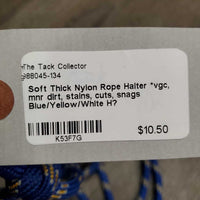 The Tack Collector
988045-134
Soft Thick Nylon Rope Halter *vgc,
mnr dirt, stains, cuts, snags
Blue/Yellow/White H?
K53F7G
$10.50